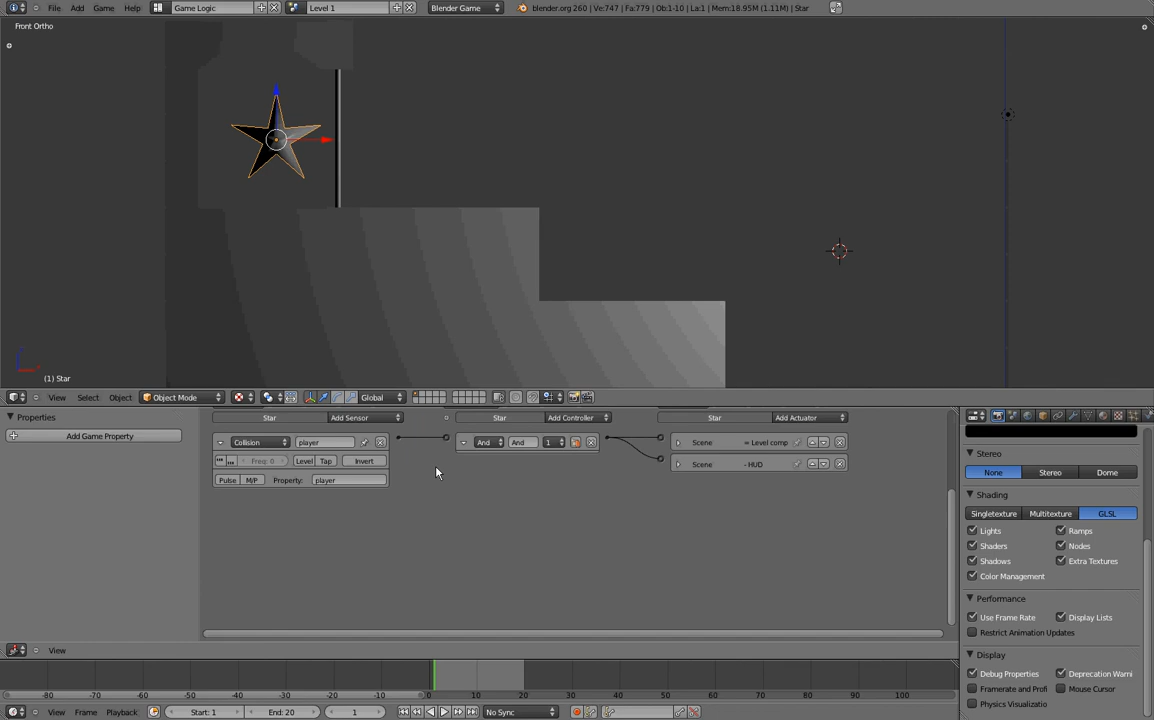 File Add Game Help Game Logic Level 1 Blender Game blender.org 260 | Ve:747 | Fa:779 | Ob:1-10 | La:1 | Mem:18.95M (1.11M) | Star
Front Ortho
(1) Star
View Select Object Object Mode Global
Properties
Add Game Property
Star Add Sensor Star Add Controller Star Add Actuator
Collision player And And 1 Scene = Level comp
Freq: 0 Level Tap Invert Scene - HUD
Pulse M/P Property: player
Stereo
None Stereo Dome
Shading
Singletexture Multitexture GLSL
Lights Ramps
Shaders Nodes
Shadows Extra Textures
Color Management
Performance
Use Frame Rate Display Lists
Restrict Animation Updates
Display
Debug Properties Deprecation Warni
Framerate and Profi Mouse Cursor
Physics Visualizatio
View
-80 -70 -60 -50 -40 -30 -20 -10 0 10 20 30 40 50 60 70 80 90 100
View Frame Playback Start: 1 End: 20 1 No Sync